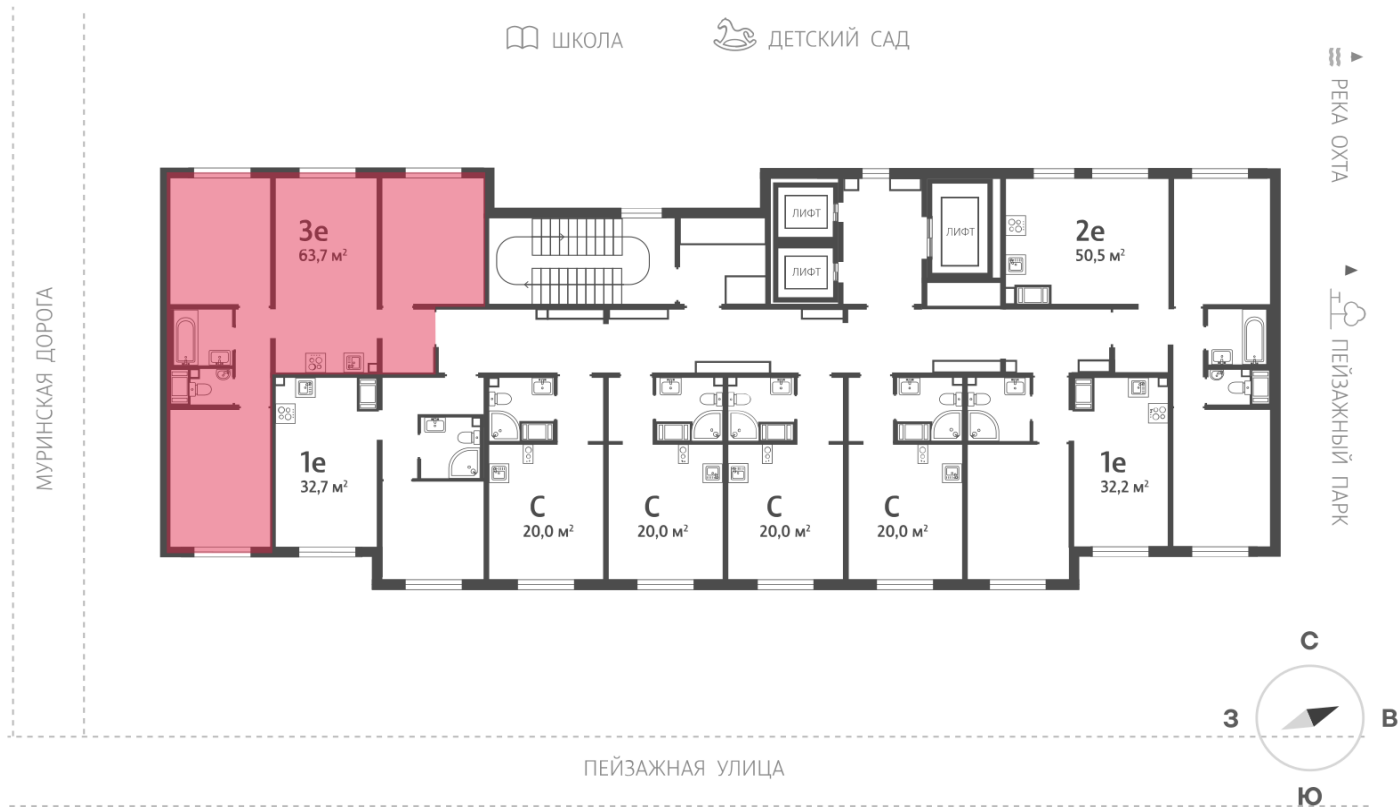 ШКОЛА
ДЕТСКИЙ САД
РЕКА ОХТА
ПЕЙЗАЖНЫЙ ПАРК
МУРИНСКАЯ ДОРОГА
3е
63,7 м²
ЛИФТ
ЛИФТ
ЛИФТ
2е
50,5 м²
1е
32,7 м²
С
20,0 м²
С
20,0 м²
С
20,0 м²
С
20,0 м²
1е
32,2 м²
С
З
В
Ю
ПЕЙЗАЖНАЯ УЛИЦА